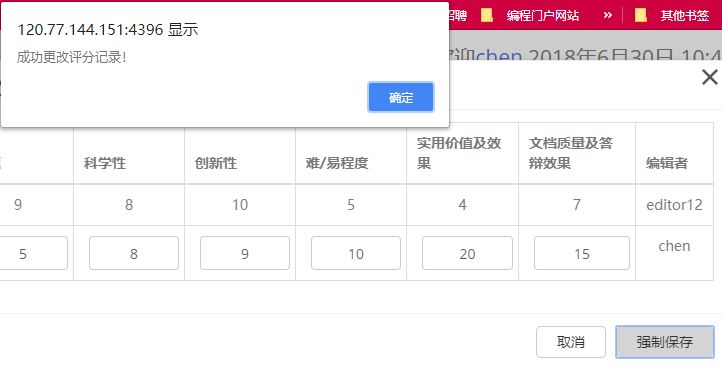 120.77.144.151:4396 显示
成功更改评分记录!
确定
招聘
编程门户网站
»
其他书签
迎chen 2018年6月30日 10:4
科学性
创新性
难/易程度
实用价值及效
果
文档质量及答
辩效果
编辑者
9 8 10 5 4 7 editor12
5 8 9 10 20 15 chen
取消
强制保存